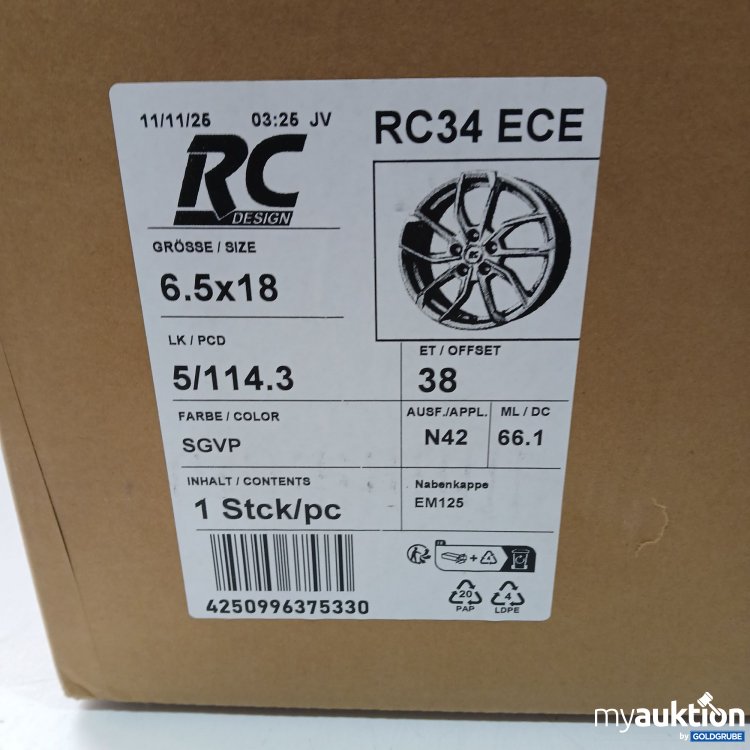 11/11/25 03:25 JV
RC34 ECE
RC
DESIGN
GRÖSSE / SIZE
6.5x18
LK / PCD
5/114.3
ET / OFFSET
38
FARBE / COLOR
SGVP
AUSF./APPL.
N42
ML / DC
66.1
INHALT / CONTENTS
1 Stck/pc
Nabenkappe
EM125
4250996375330
20
PAP
4
LDPE
myauktion
by GOLDGRUBE